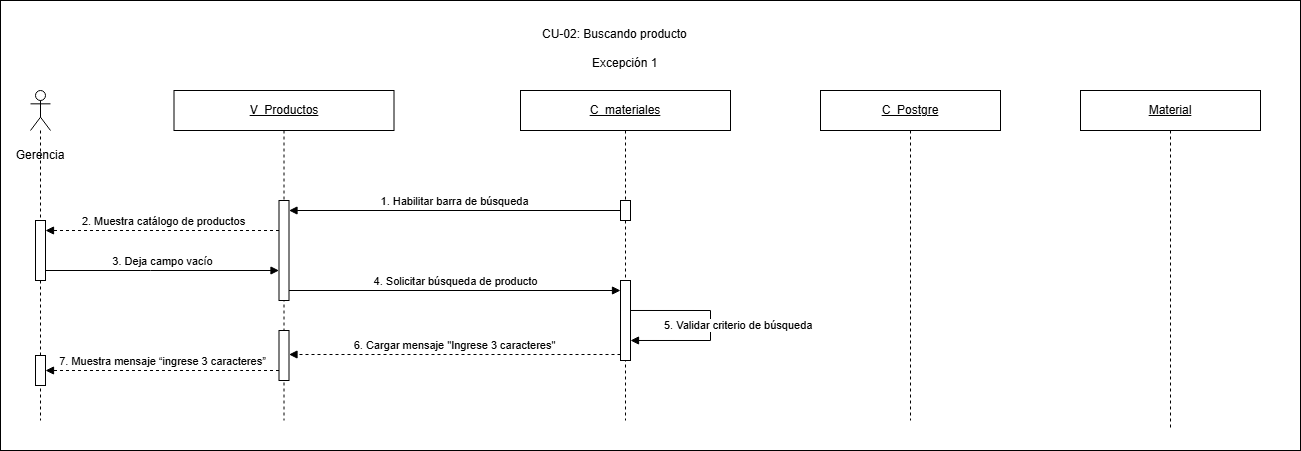 CU-02: Buscando producto
Excepción 1
V_Productos
C_materiales
C_Postgre
Material
Gerencia
1. Habilitar barra de búsqueda
2. Muestra catálogo de productos
3. Deja campo vacío
4. Solicitar búsqueda de producto
5. Validar criterio de búsqueda
6. Cargar mensaje "Ingrese 3 caracteres"
7. Muestra mensaje “ingrese 3 caracteres”